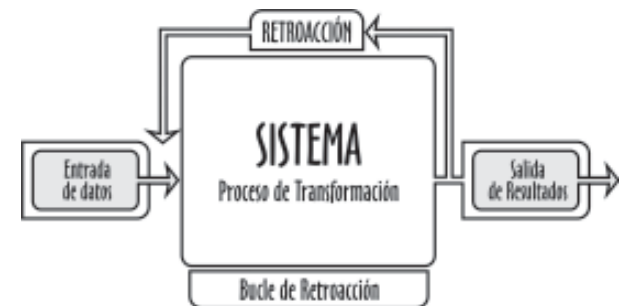 RETROACCIÓN
SISTEMA
Proceso de Transformación
Entrada
de datos
Salida
de Resultados
Bucle de Retroacción